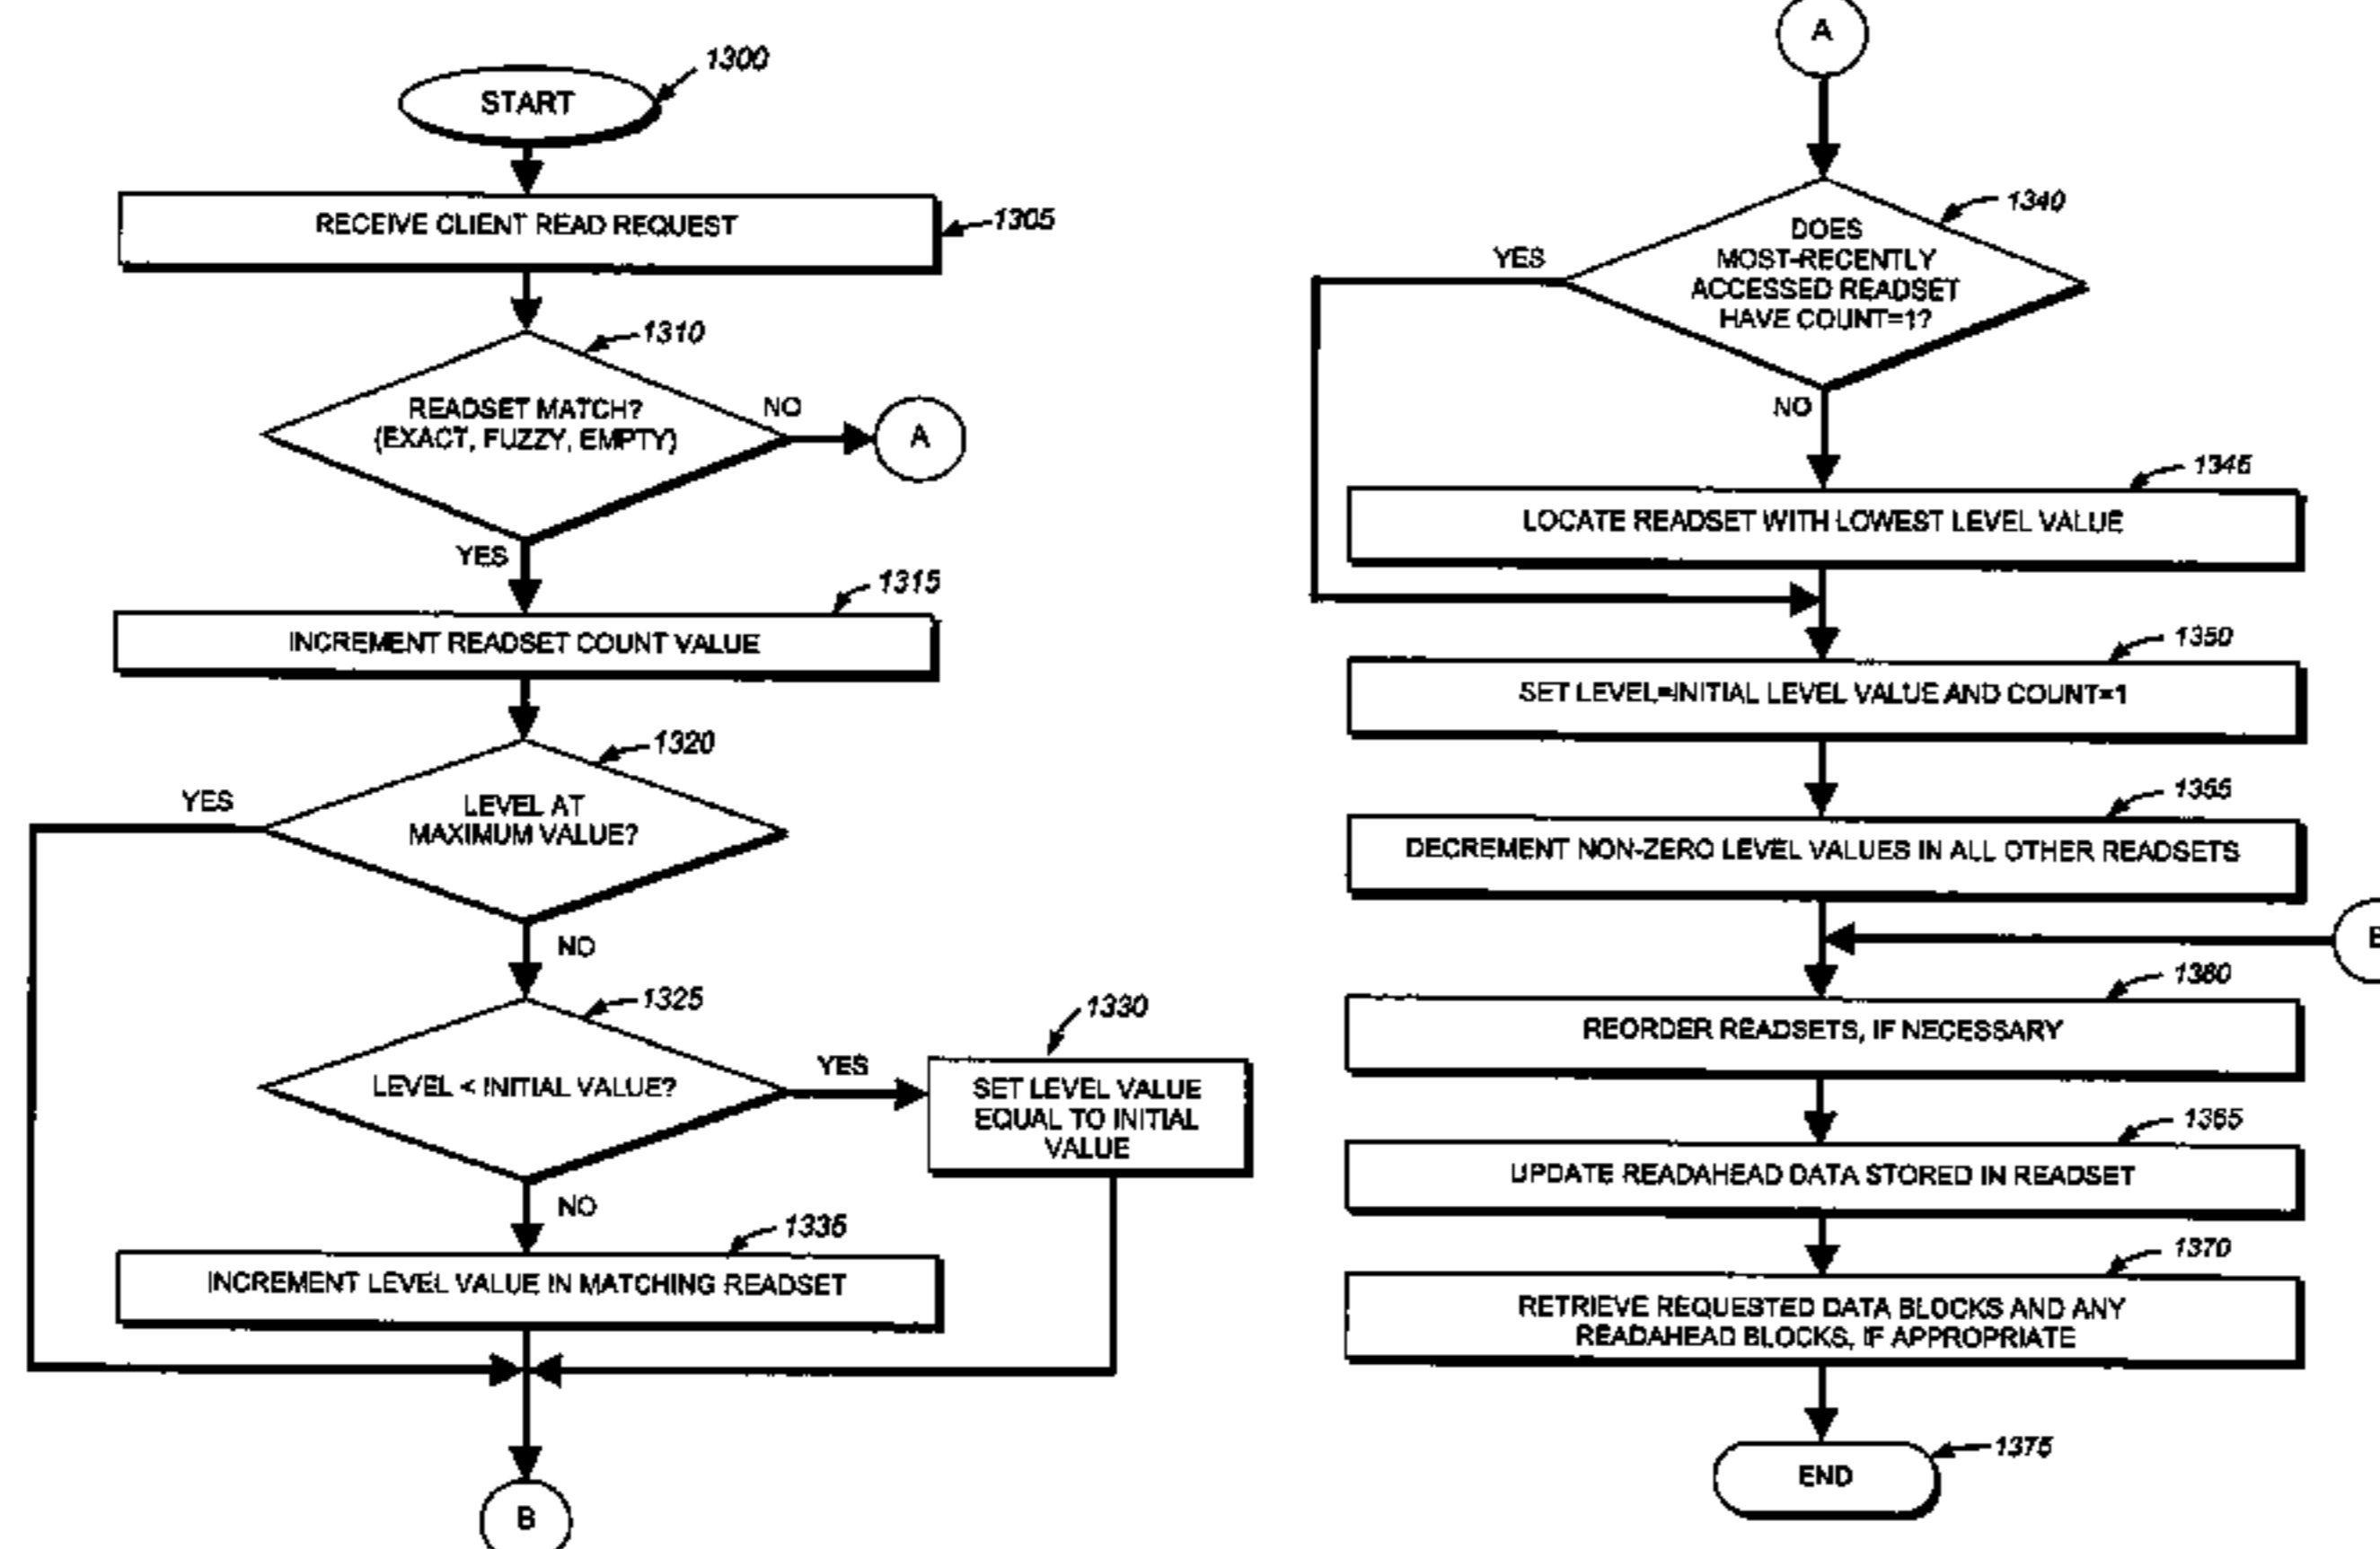 1300
START
RECEIVE CLIENT READ REQUEST
1305
1310
READSET MATCH?
(EXACT, FUZZY, EMPTY)
NO
A
YES
1315
INCREMENT READSET COUNT VALUE
1320
YES
LEVEL AT
MAXIMUM VALUE?
NO
1325
LEVEL < INITIAL VALUE?
YES
1330
SET LEVEL VALUE
EQUAL TO INITIAL
VALUE
NO
1335
INCREMENT LEVEL VALUE IN MATCHING READSET
B
A
1340
DOES
MOST-RECENTLY
ACCESSED READSET
HAVE COUNT=1?
YES
NO
1345
LOCATE READSET WITH LOWEST LEVEL VALUE
1350
SET LEVEL=INITIAL LEVEL VALUE AND COUNT=1
1355
DECREMENT NON-ZERO LEVEL VALUES IN ALL OTHER READSETS
B
1360
REORDER READSETS, IF NECESSARY
1365
UPDATE READAHEAD DATA STORED IN READSET
1370
RETRIEVE REQUESTED DATA BLOCKS AND ANY
READAHEAD BLOCKS, IF APPROPRIATE
END
1375